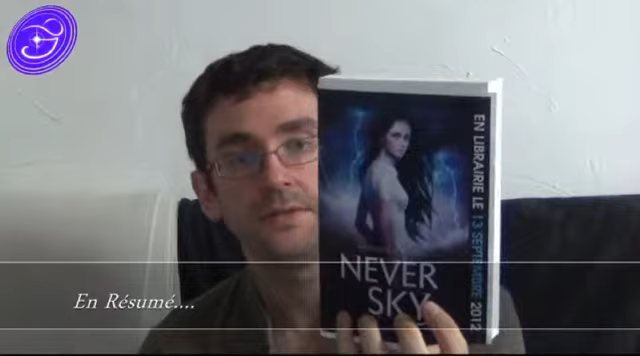 EN LIBRAIRIE LE 13 SEPTEMBRE 2012
NEVER
SKY
En Résumé....